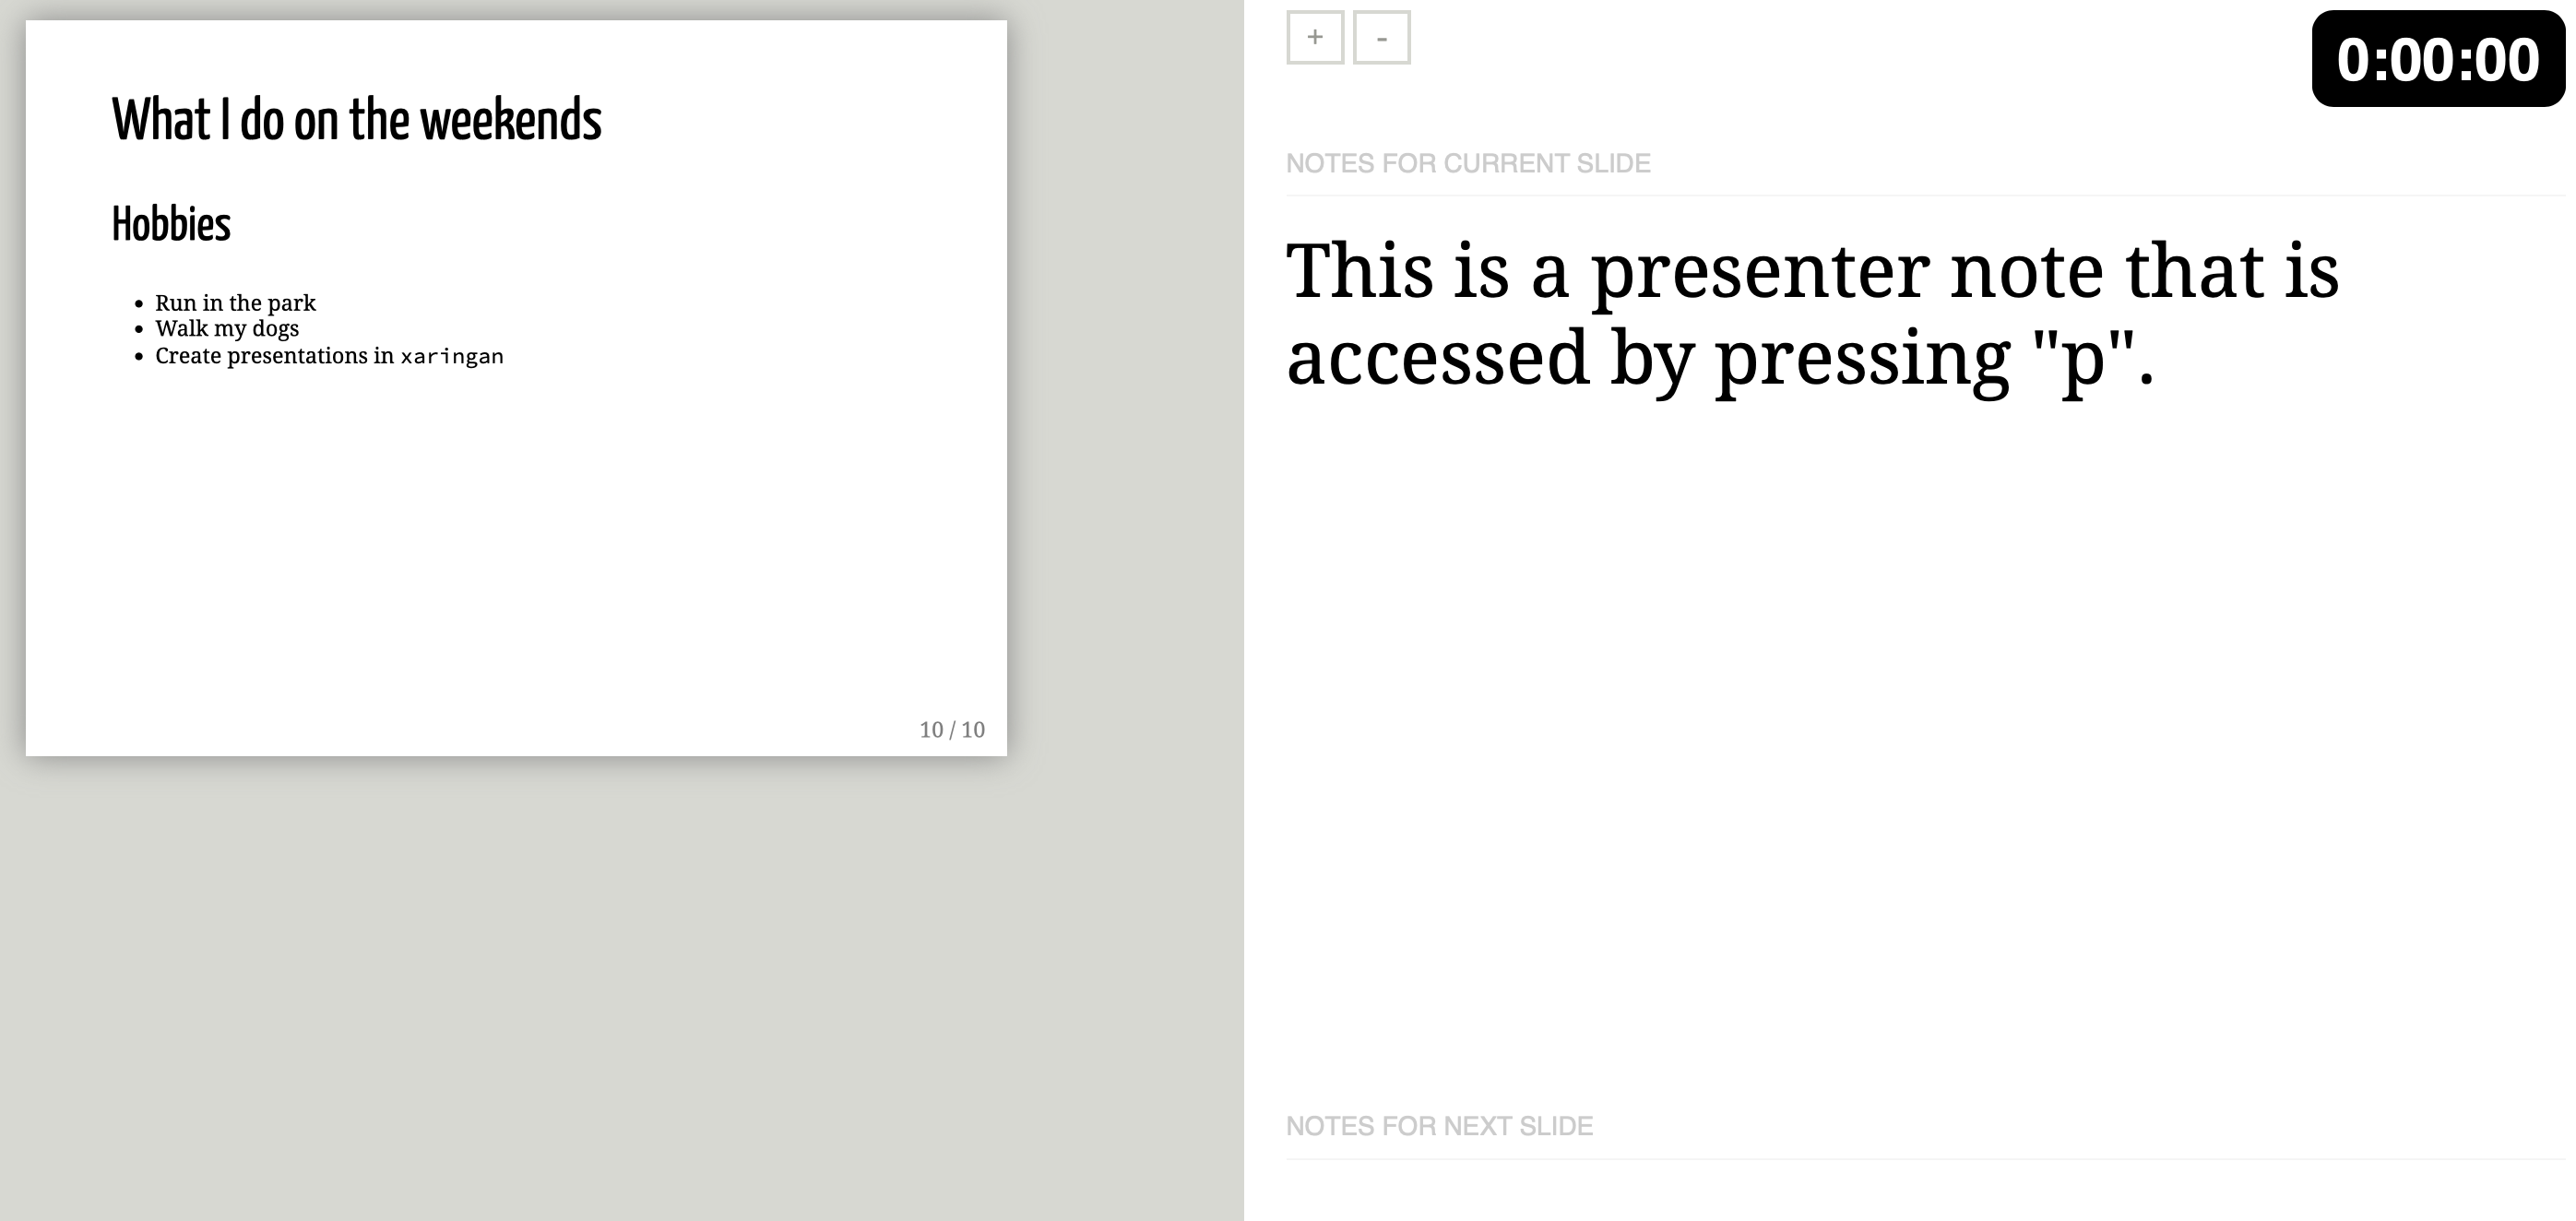 What I do on the weekends
Hobbies
• Run in the park
• Walk my dogs
• Create presentations in xaringan
10 / 10
+ -
0:00:00
NOTES FOR CURRENT SLIDE
This is a presenter note that is
accessed by pressing "p".
NOTES FOR NEXT SLIDE